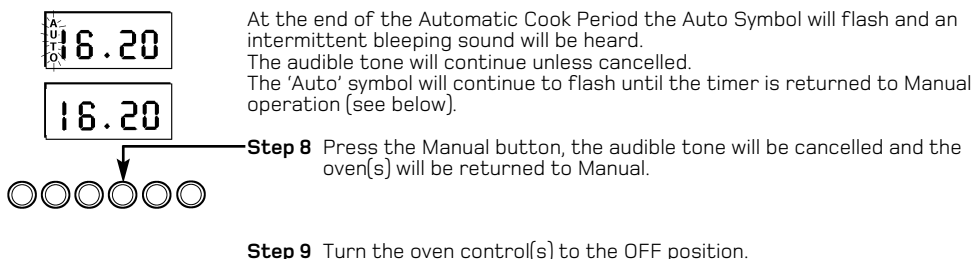 AUTO
16.20
At the end of the Automatic Cook Period the Auto Symbol will flash and an
intermittent bleeping sound will be heard.
The audible tone will continue unless cancelled.
The ‘Auto’ symbol will continue to flash until the timer is returned to Manual
operation (see below).
16.20
Step 8 Press the Manual button, the audible tone will be cancelled and the
oven(s) will be returned to Manual.
Step 9 Turn the oven control(s) to the OFF position.